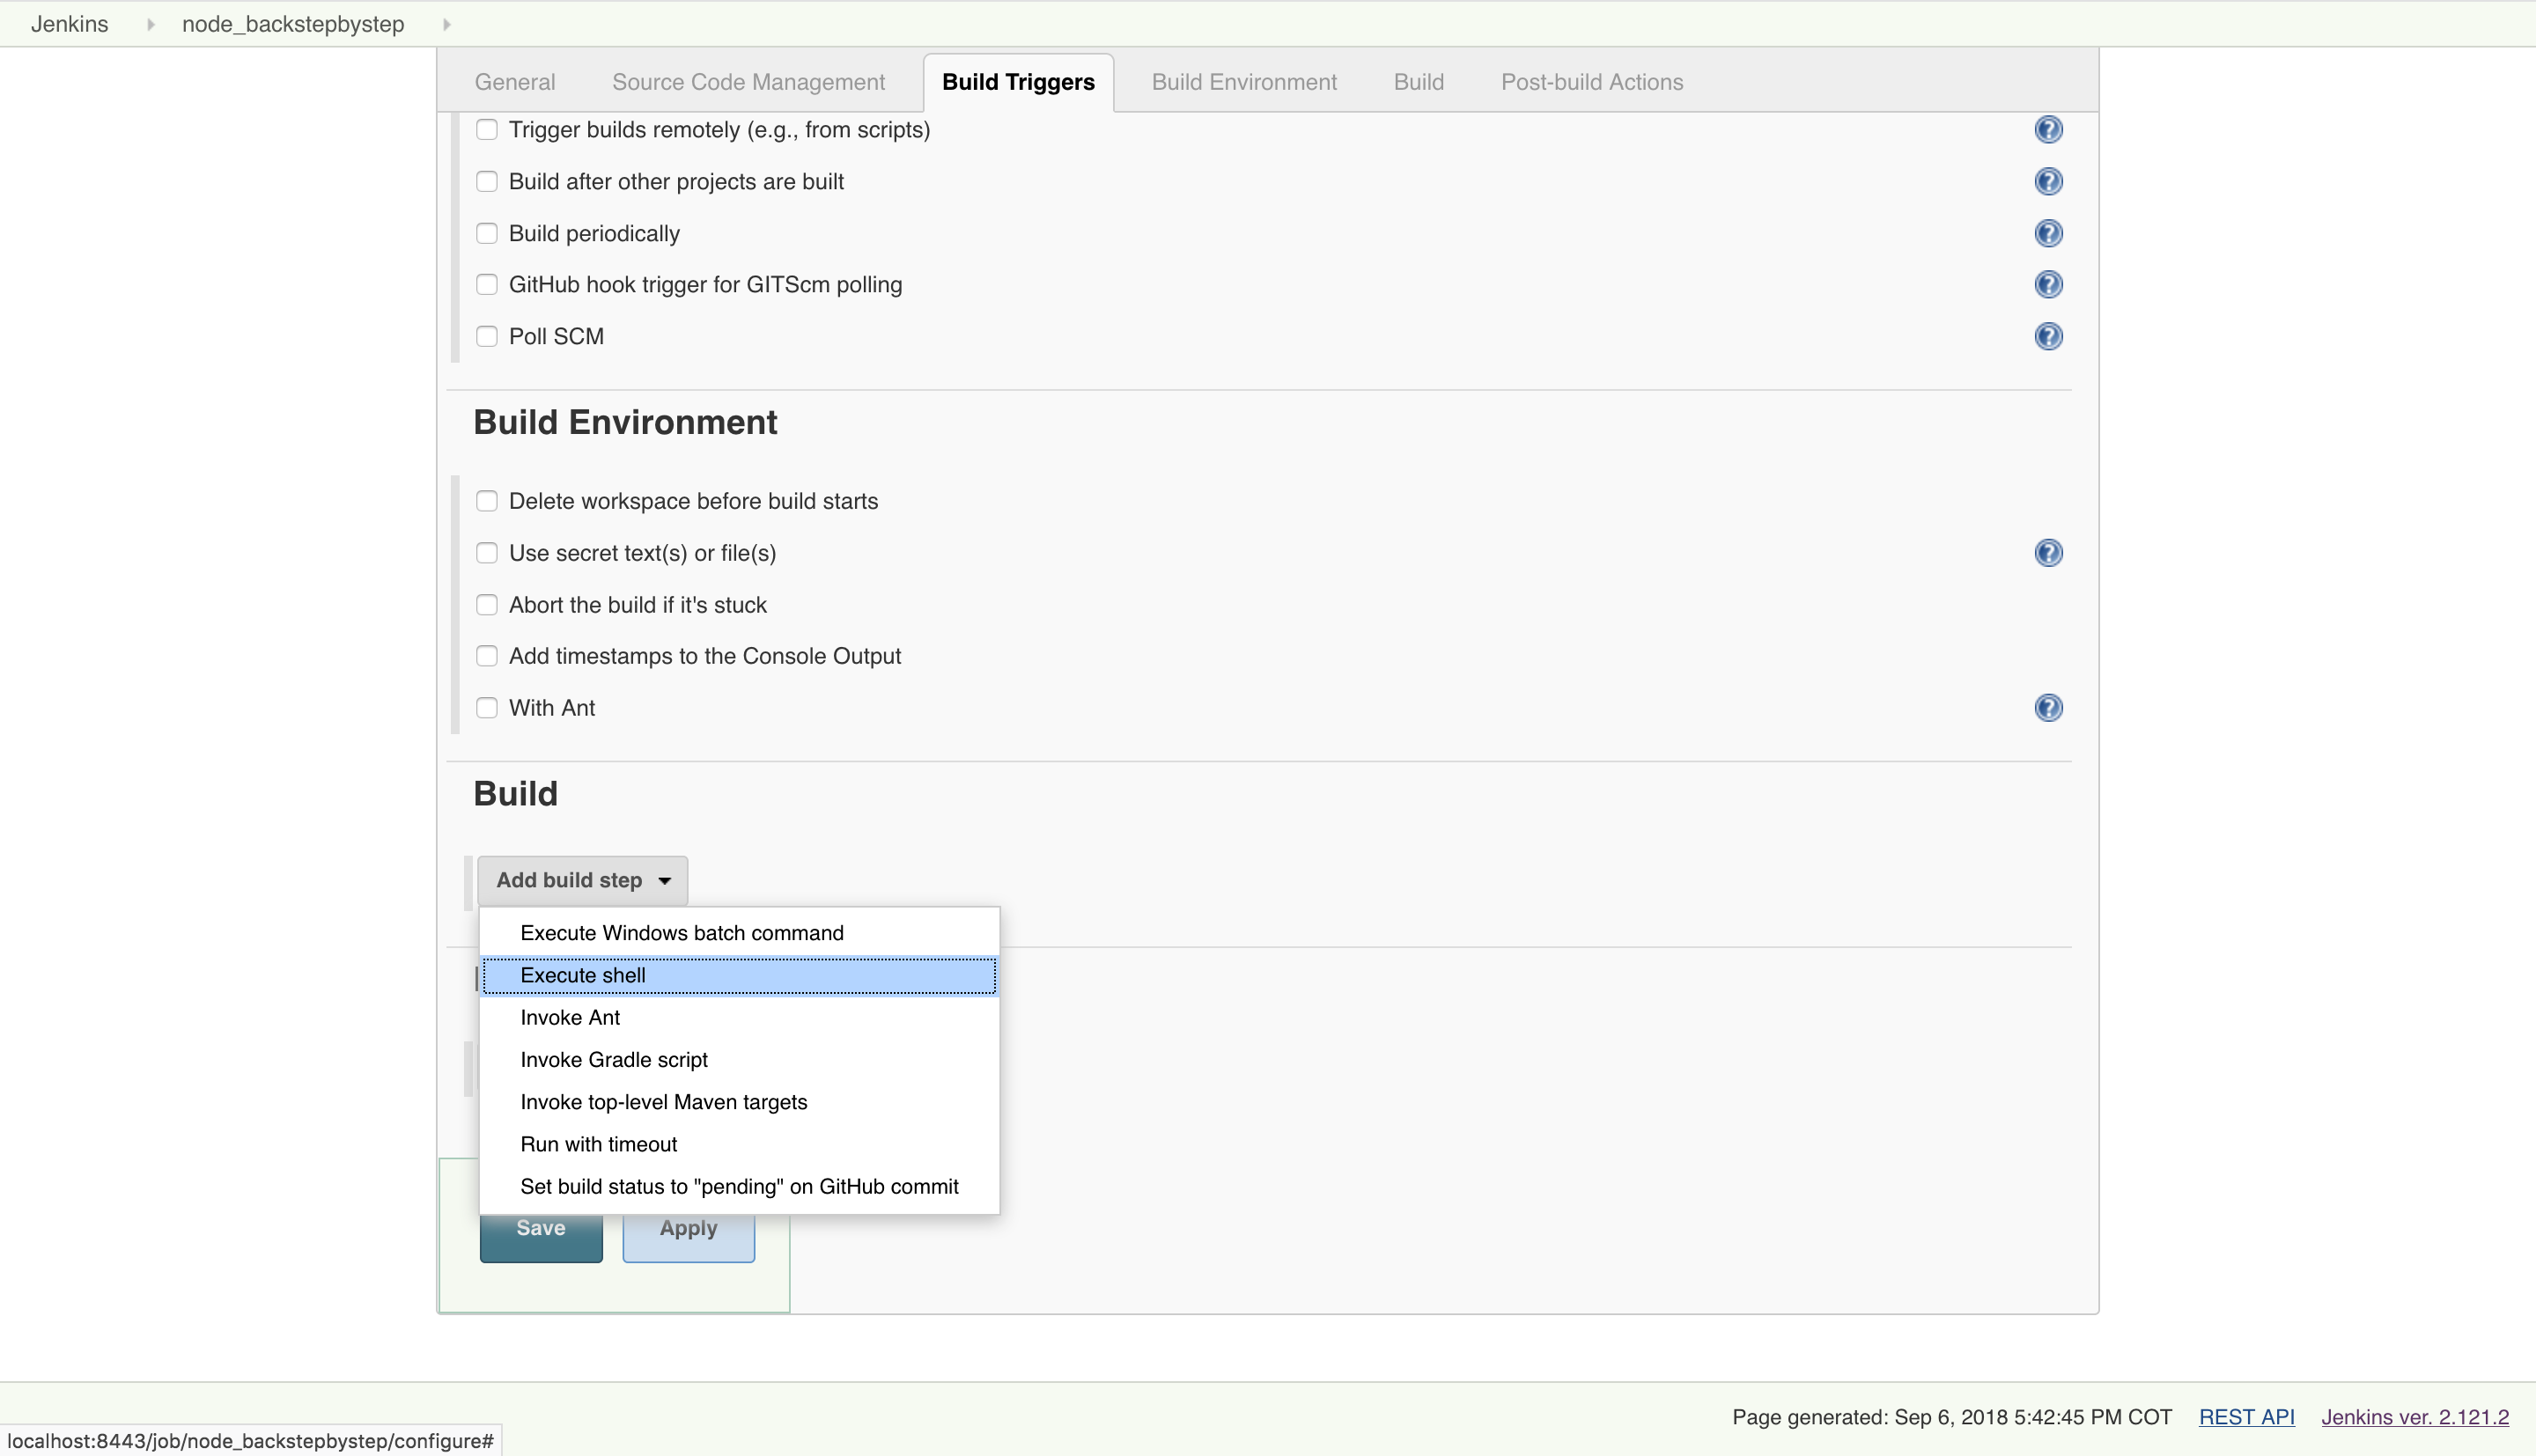 Jenkins node_backstepbystep
General Source Code Management Build Triggers Build Environment Build Post-build Actions
Trigger builds remotely (e.g., from scripts)
Build after other projects are built
Build periodically
GitHub hook trigger for GITScm polling
Poll SCM
Build Environment
Delete workspace before build starts
Use secret text(s) or file(s)
Abort the build if it's stuck
Add timestamps to the Console Output
With Ant
Build
Add build step
Execute Windows batch command
Execute shell
Invoke Ant
Invoke Gradle script
Invoke top-level Maven targets
Run with timeout
Set build status to "pending" on GitHub commit
Save Apply
Page generated: Sep 6, 2018 5:42:45 PM COT REST API Jenkins ver. 2.121.2
localhost:8443/job/node_backstepbystep/configure#